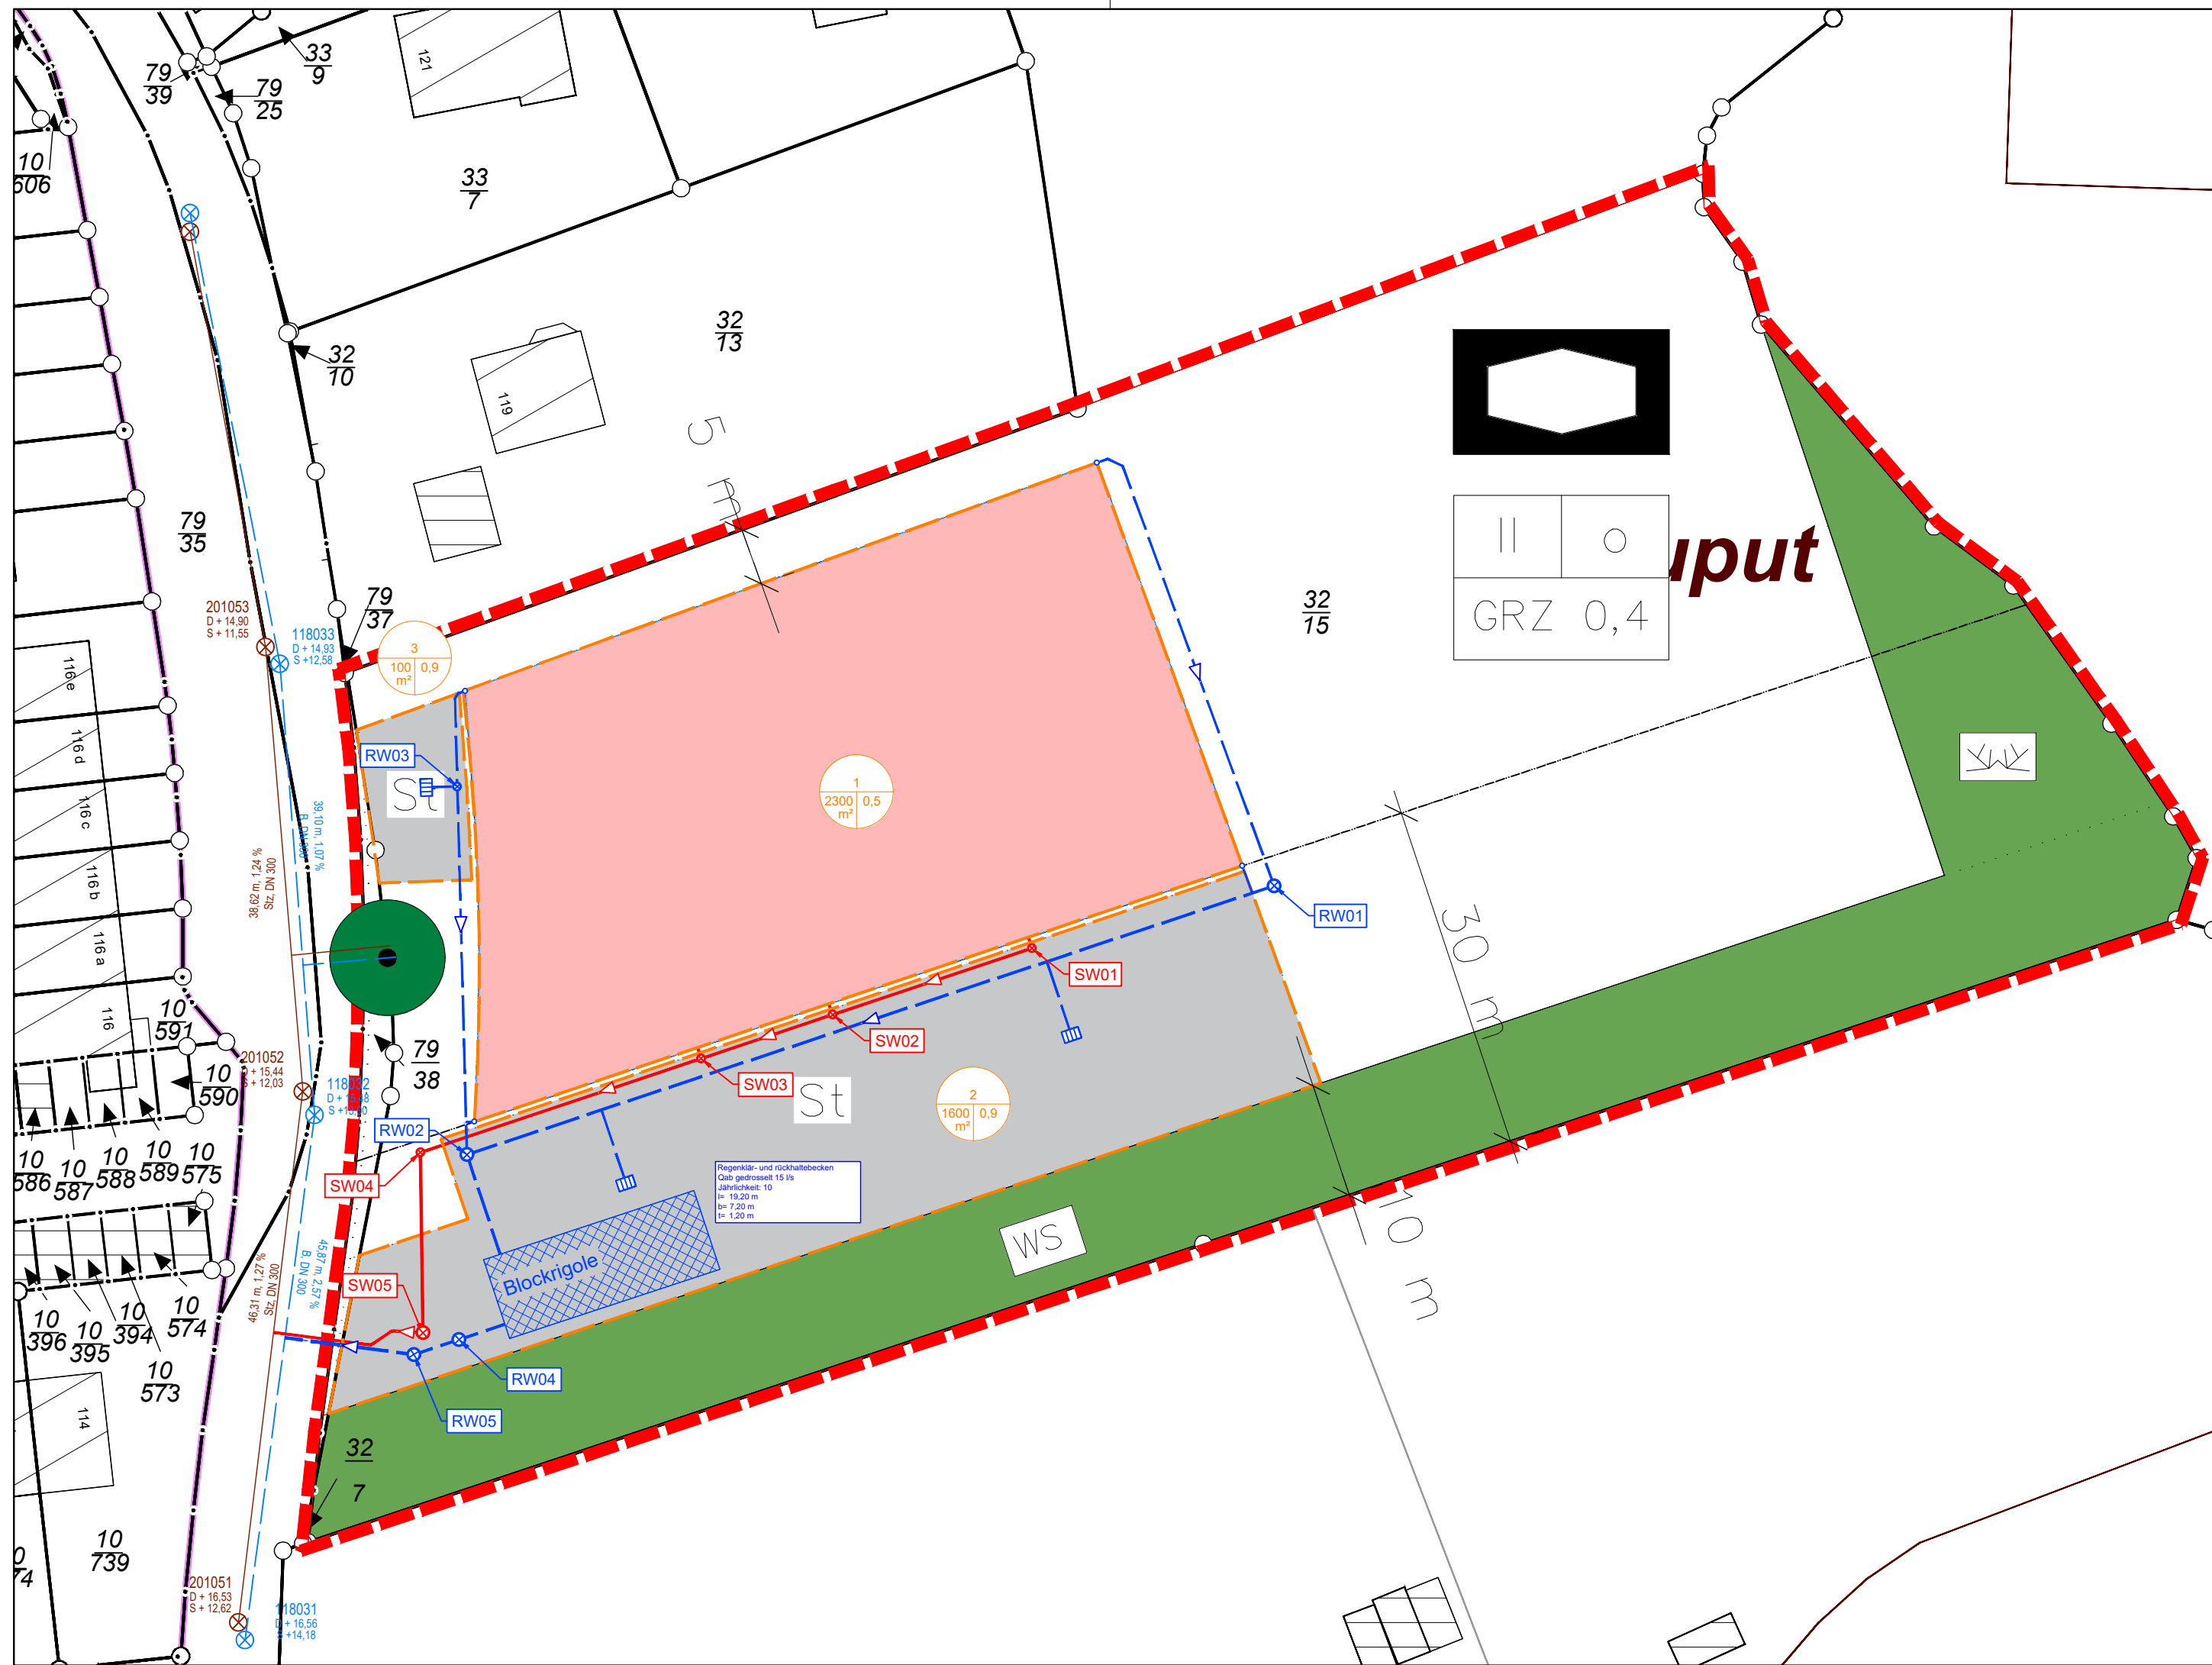 33
9
79
39
79
25
121
10
606
33
7
32
10
32
13
119
5 m
79
35
79
37
201053
D + 14,90
S + 11,55
118033
D + 14,93
S +12,58
3
100 0,9
m²
RW03
St
1
2300 0,5
m²
32
15
II o
GRZ 0,4
uput
116 e
116 d
116 c
116 b
116 a
116
39,10 m, 1,07 %
38,62 m, 1,24 %
Stz, DN 300
RW01
SW01
SW02
SW03
30 m
10
591
10
590
201052
D + 15,44
S + 12,03
79
38
RW02
SW04
St
2
1600 0,9
m²
10
586
10
587
10
588
10
589
10
575
Regenklär- und rückhaltebecken
Qab gedrosselt 15 l/s
Jährlichkeit: 10
l= 19,20 m
b= 7,20 m
t= 1,20 m
Blockrigole
WS
10 m
45,87 m, 2,57 %
B, DN 300
46,31 m, 1,27 %
Stz, DN 300
SW05
RW04
RW05
10
396
10
395
10
394
10
574
10
573
114
32
7
10
739
201051
D + 16,53
S + 12,62
118031
D + 16,56
S +14,18